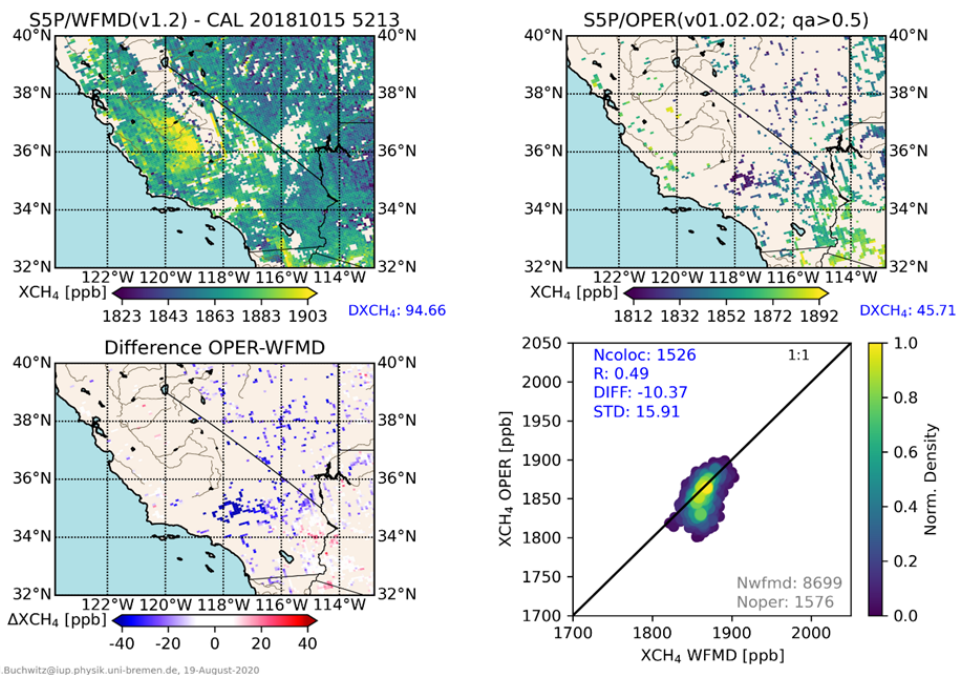 S5P/WFMD(v1.2) - CAL 20181015 5213
40°N 40°N
38°N 38°N
36°N 36°N
34°N 34°N
32°N 32°N
122°W 120°W 118°W 116°W 114°W
XCH₄ [ppb]
1823 1843 1863 1883 1903
DXCH₄: 94.66
S5P/OPER(v01.02.02; qa>0.5)
40°N 40°N
38°N 38°N
36°N 36°N
34°N 34°N
32°N 32°N
122°W 120°W 118°W 116°W 114°W
XCH₄ [ppb]
1812 1832 1852 1872 1892
DXCH₄: 45.71
Difference OPER-WFMD
40°N 40°N
38°N 38°N
36°N 36°N
34°N 34°N
32°N 32°N
122°W 120°W 118°W 116°W 114°W
ΔXCH₄ [ppb]
-40 -20 0 20 40
2050
2000
1950
1900
1850
1800
1750
1700
XCH₄ OPER [ppb]
Ncoloc: 1526
R: 0.49
DIFF: -10.37
STD: 15.91
1:1
Nwfmd: 8699
Noper: 1576
1700 1800 1900 2000
XCH₄ WFMD [ppb]
1.0
0.8
0.6
0.4
0.2
0.0
Norm. Density
.Buchwitz@iup.physik.uni-bremen.de, 19-August-2020